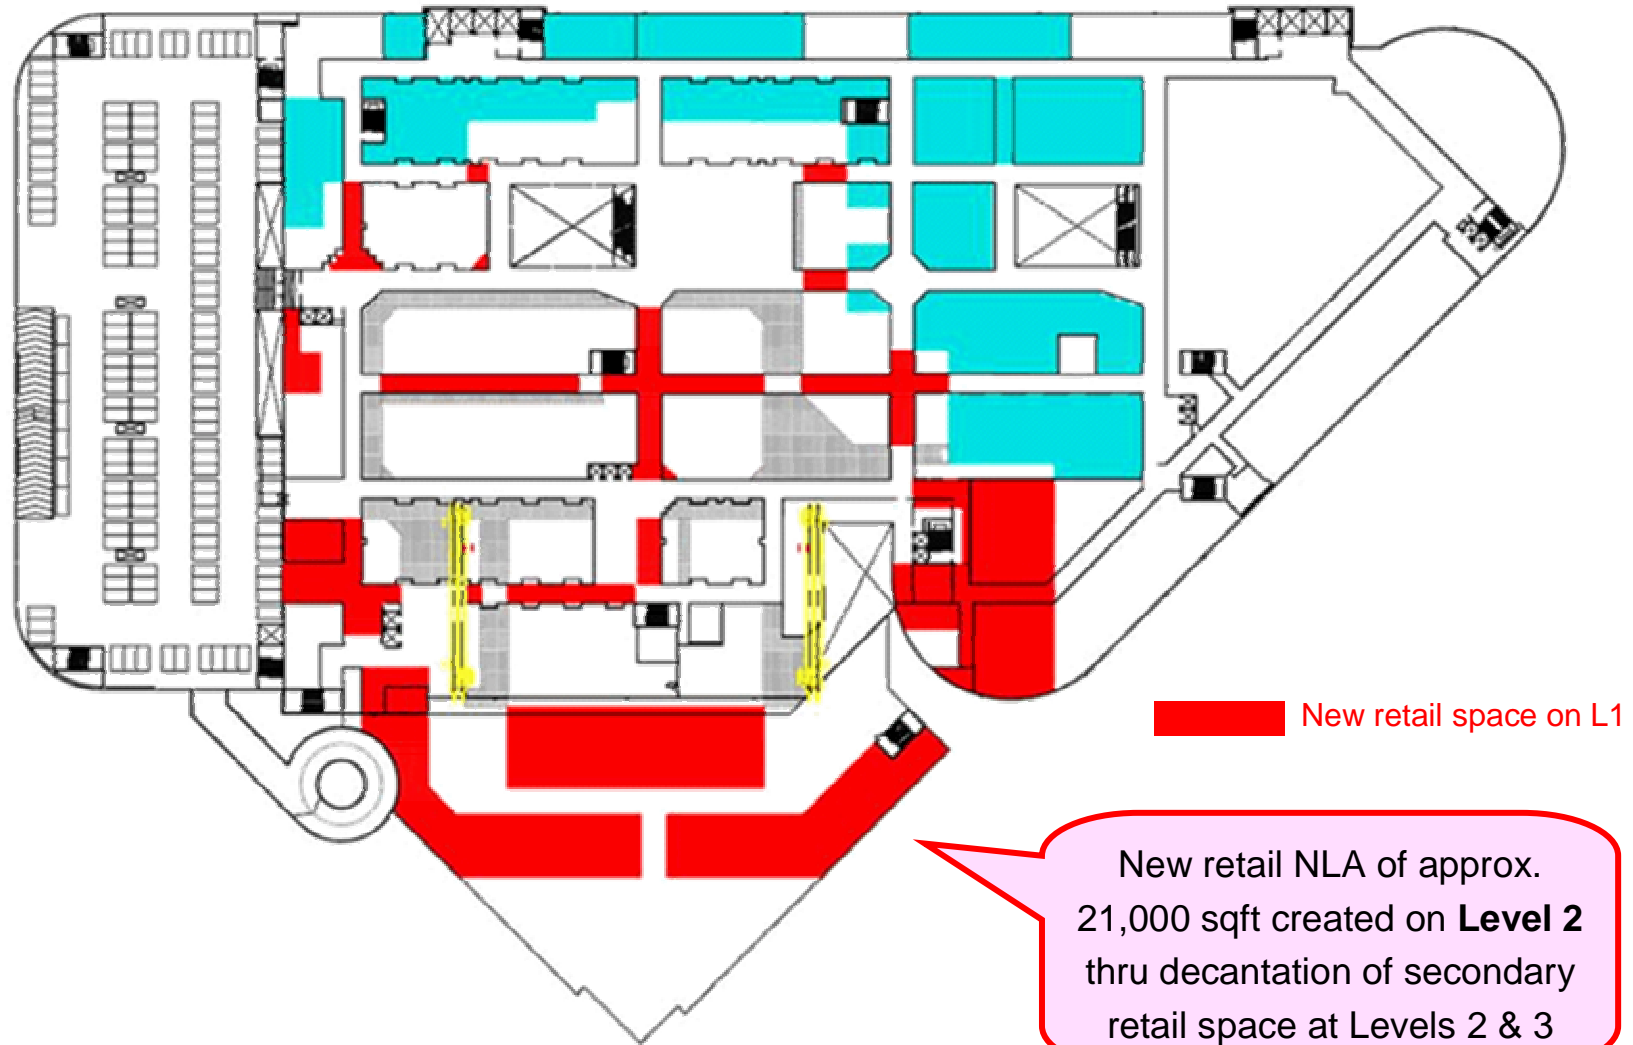 New retail space on L1
New retail NLA of approx.
21,000 sqft created on Level 2
thru decantation of secondary
retail space at Levels 2 & 3